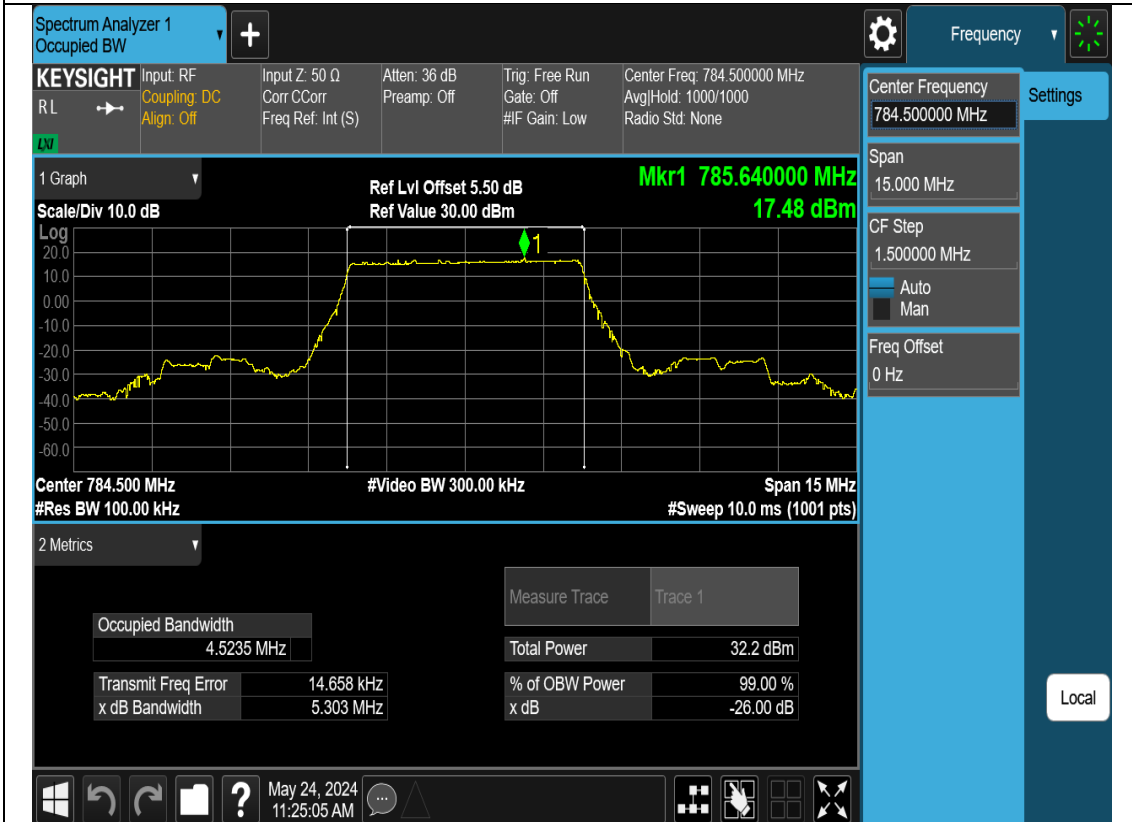 Spectrum Analyzer 1
Occupied BW
+
Frequency
KEYSIGHT
RL
LXI
Input: RF
Coupling: DC
Align: Off
Input Z: 50 Ω
Corr CCorr
Freq Ref: Int (S)
Atten: 36 dB
Preamp: Off
Trig: Free Run
Gate: Off
#IF Gain: Low
Center Freq: 784.500000 MHz
Avg|Hold: 1000/1000
Radio Std: None
Center Frequency
784.500000 MHz
Settings
Span
15.000 MHz
CF Step
1.500000 MHz
Auto
Man
Freq Offset
0 Hz
Local
1 Graph
Scale/Div 10.0 dB
Ref Lvl Offset 5.50 dB
Ref Value 30.00 dBm
Mkr1 785.640000 MHz
17.48 dBm
Log
1
20.0
10.0
0.00
-10.0
-20.0
-30.0
-40.0
-50.0
-60.0
Center 784.500 MHz
#Res BW 100.00 kHz
#Video BW 300.00 kHz
Span 15 MHz
#Sweep 10.0 ms (1001 pts)
2 Metrics
Measure Trace Trace 1
Occupied Bandwidth
4.5235 MHz
Total Power 32.2 dBm
Transmit Freq Error 14.658 kHz
% of OBW Power 99.00 %
x dB Bandwidth 5.303 MHz
x dB -26.00 dB
?
May 24, 2024
11:25:05 AM